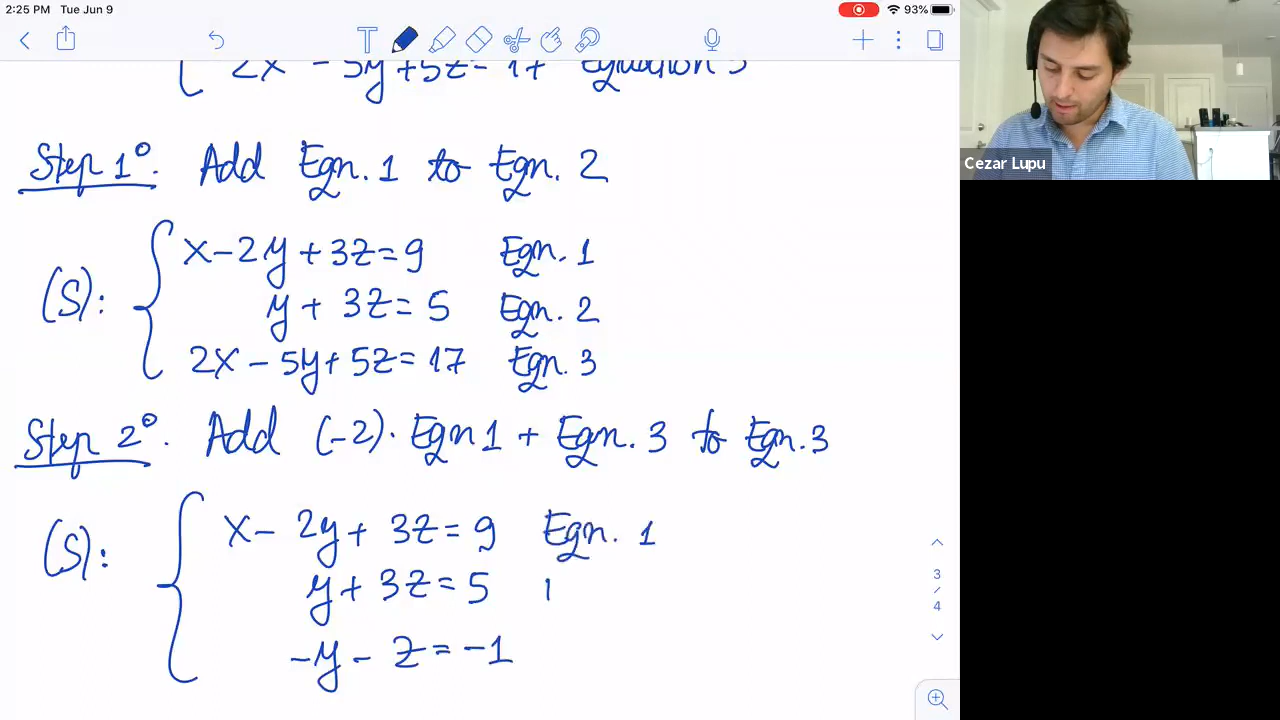 2:25 PM Tue Jun 9
93%
Step 1°. Add Eqn. 1 to Eqn. 2
(S):
x - 2y + 3z = 9 Eqn. 1
y + 3z = 5 Eqn. 2
2x - 5y + 5z = 17 Eqn. 3
Step 2°. Add (-2). Eqn 1 + Eqn. 3 to Eqn. 3
(S):
x - 2y + 3z = 9 Eqn. 1
y + 3z = 5
-y - z = -1
3
/
4
Cezar Lupu